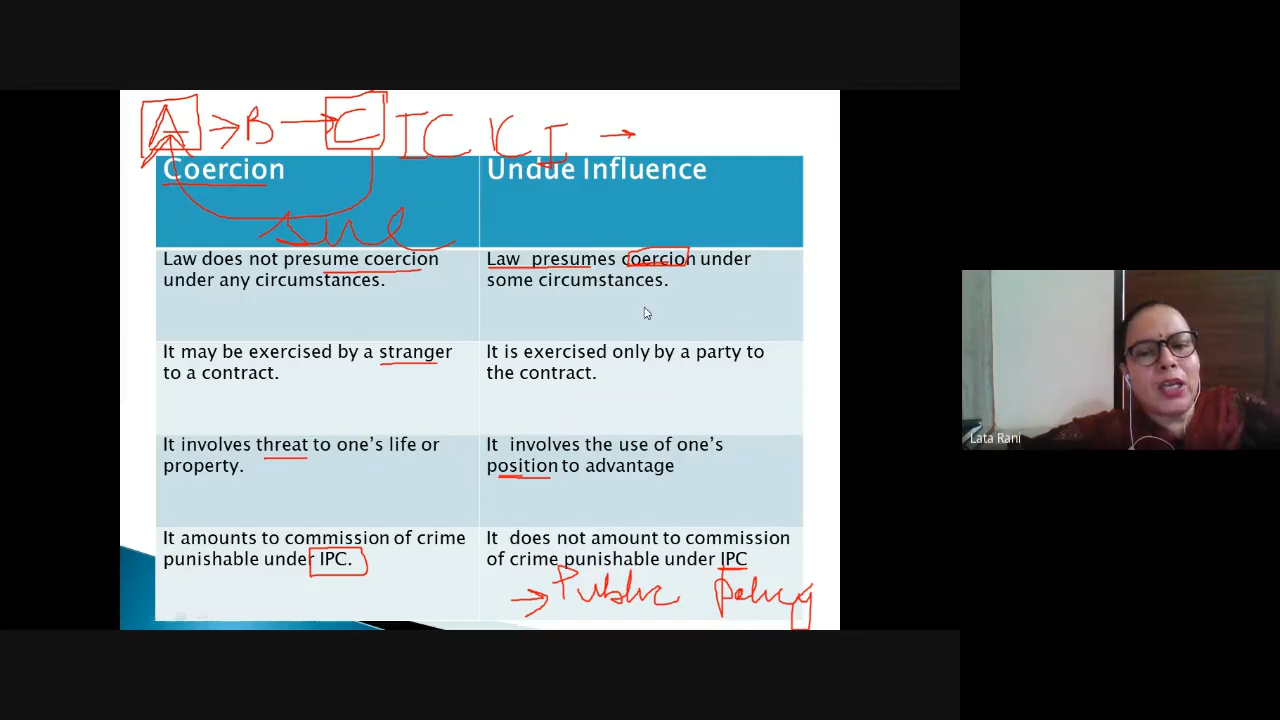 A → B → C IC ICI →
Coercion
Undue Influence
Law does not presume coercion
under any circumstances.
Law presumes coercion under
some circumstances.
It may be exercised by a stranger
to a contract.
It is exercised only by a party to
the contract.
It involves threat to one's life or
property.
It involves the use of one's
position to advantage
It amounts to commission of crime
punishable under IPC.
It does not amount to commission
of crime punishable under IPC
→ Public Policy
Lata Rani